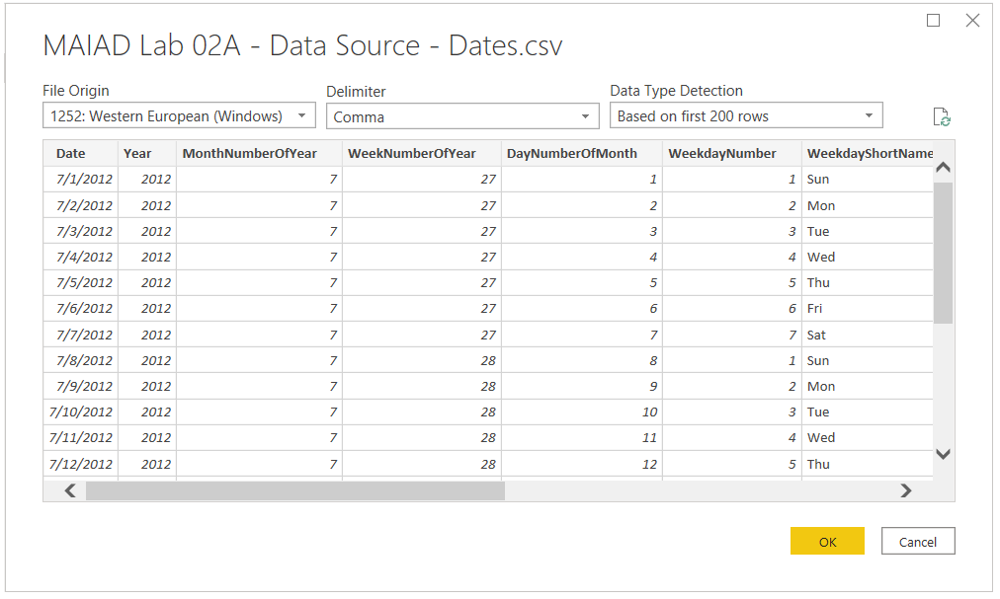 MAIAD Lab 02A - Data Source - Dates.csv
File Origin Delimiter Data Type Detection
1252: Western European (Windows) Comma Based on first 200 rows
Date Year MonthNumberOfYear WeekNumberOfYear DayNumberOfMonth WeekdayNumber WeekdayShortName
7/1/2012 2012 7 27 1 1 Sun
7/2/2012 2012 7 27 2 2 Mon
7/3/2012 2012 7 27 3 3 Tue
7/4/2012 2012 7 27 4 4 Wed
7/5/2012 2012 7 27 5 5 Thu
7/6/2012 2012 7 27 6 6 Fri
7/7/2012 2012 7 27 7 7 Sat
7/8/2012 2012 7 28 8 1 Sun
7/9/2012 2012 7 28 9 2 Mon
7/10/2012 2012 7 28 10 3 Tue
7/11/2012 2012 7 28 11 4 Wed
7/12/2012 2012 7 28 12 5 Thu
OK Cancel